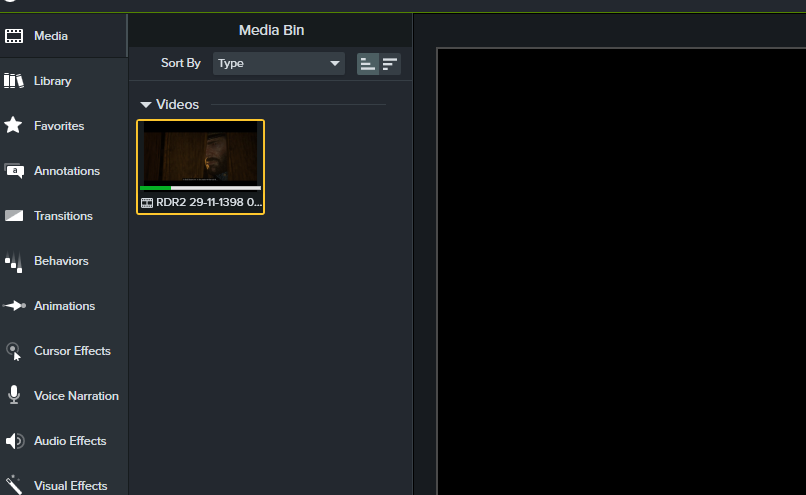 Media
Library
Favorites
Annotations
a
Transitions
Behaviors
Animations
Cursor Effects
Voice Narration
Audio Effects
Visual Effects
Media Bin
Sort By
Type
Videos
RDR2 29-11-1398 0...